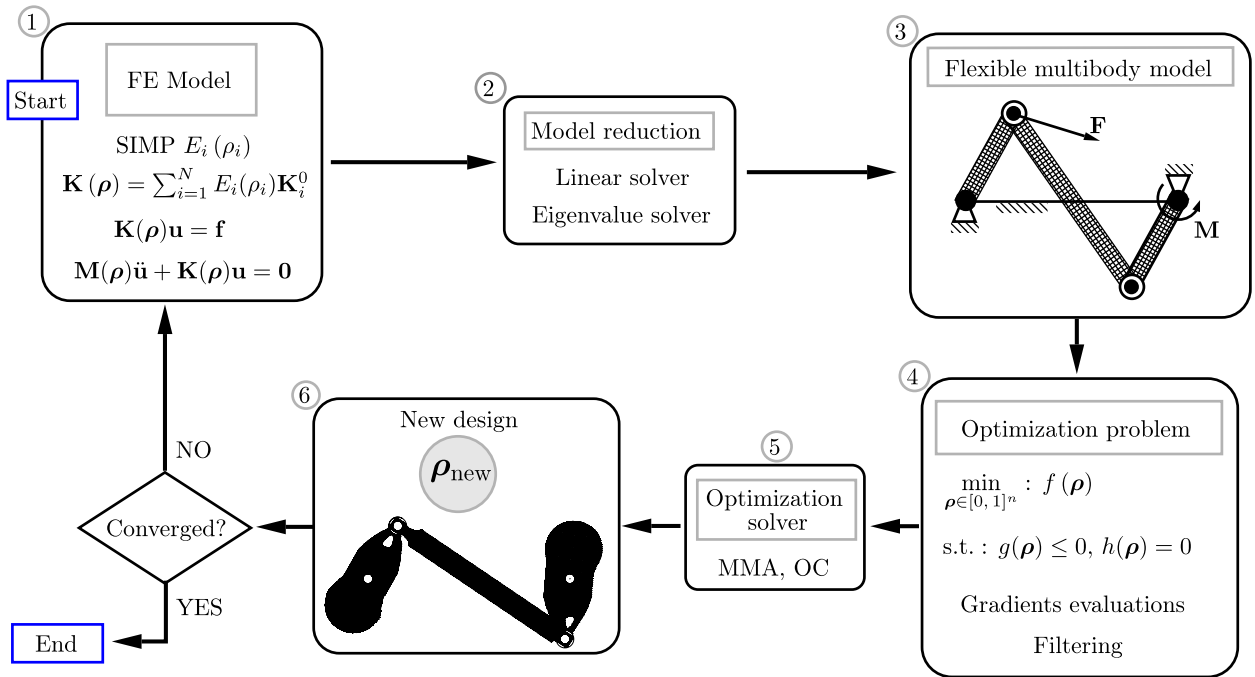 1
Start
FE Model
SIMP E_i (ρ_i)
K (ρ) = ∑_{i=1}^{N} E_i(ρ_i)K_i^0
K(ρ)u = f
M(ρ)ü + K(ρ)u = 0
2
Model reduction
Linear solver
Eigenvalue solver
3
Flexible multibody model
F
M
4
Optimization problem
min : f (ρ)
ρ∈[0, 1]^n
s.t. : g(ρ) ≤ 0, h(ρ) = 0
Gradients evaluations
Filtering
5
Optimization
solver
MMA, OC
6
New design
ρ_new
NO
Converged?
YES
End